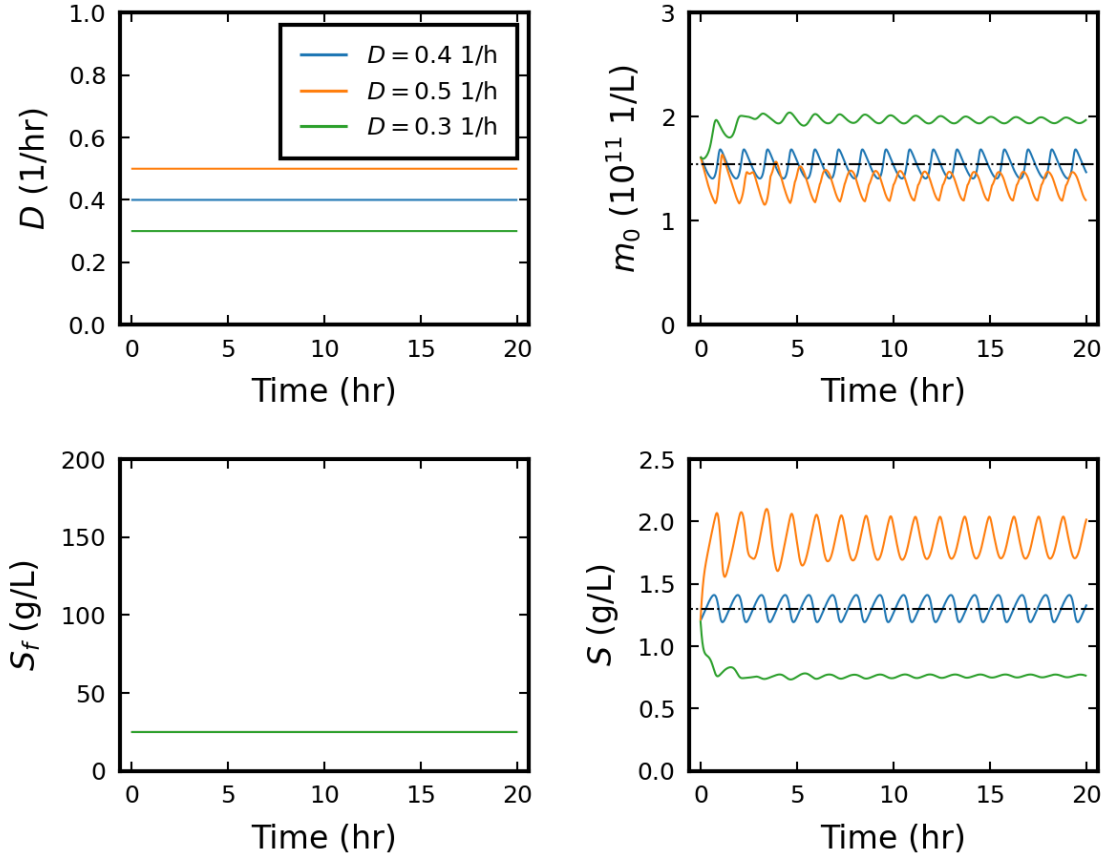 1.0
0.8
0.6
0.4
0.2
0.0
D (1/hr)
D = 0.4 1/h
D = 0.5 1/h
D = 0.3 1/h
0 5 10 15 20
Time (hr)
3
2
1
0
m₀ (10¹¹ 1/L)
0 5 10 15 20
Time (hr)
200
150
100
50
0
S_f (g/L)
0 5 10 15 20
Time (hr)
2.5
2.0
1.5
1.0
0.5
0.0
S (g/L)
0 5 10 15 20
Time (hr)